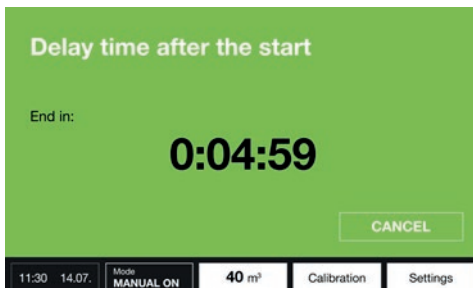 Delay time after the start
End in:
0:04:59
CANCEL
11:30 14.07.
Mode
MANUAL ON
40 m³
Calibration
Settings